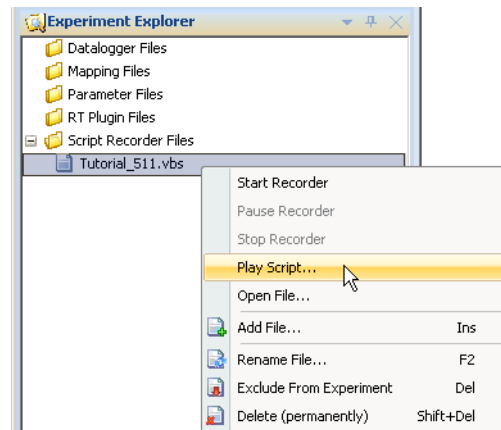 Experiment Explorer
Datalogger Files
Mapping Files
Parameter Files
RT Plugin Files
Script Recorder Files
Tutorial_511.vbs
Start Recorder
Pause Recorder
Stop Recorder
Play Script...
Open File...
Add File... Ins
Rename File... F2
Exclude From Experiment Del
Delete (permanently) Shift+Del